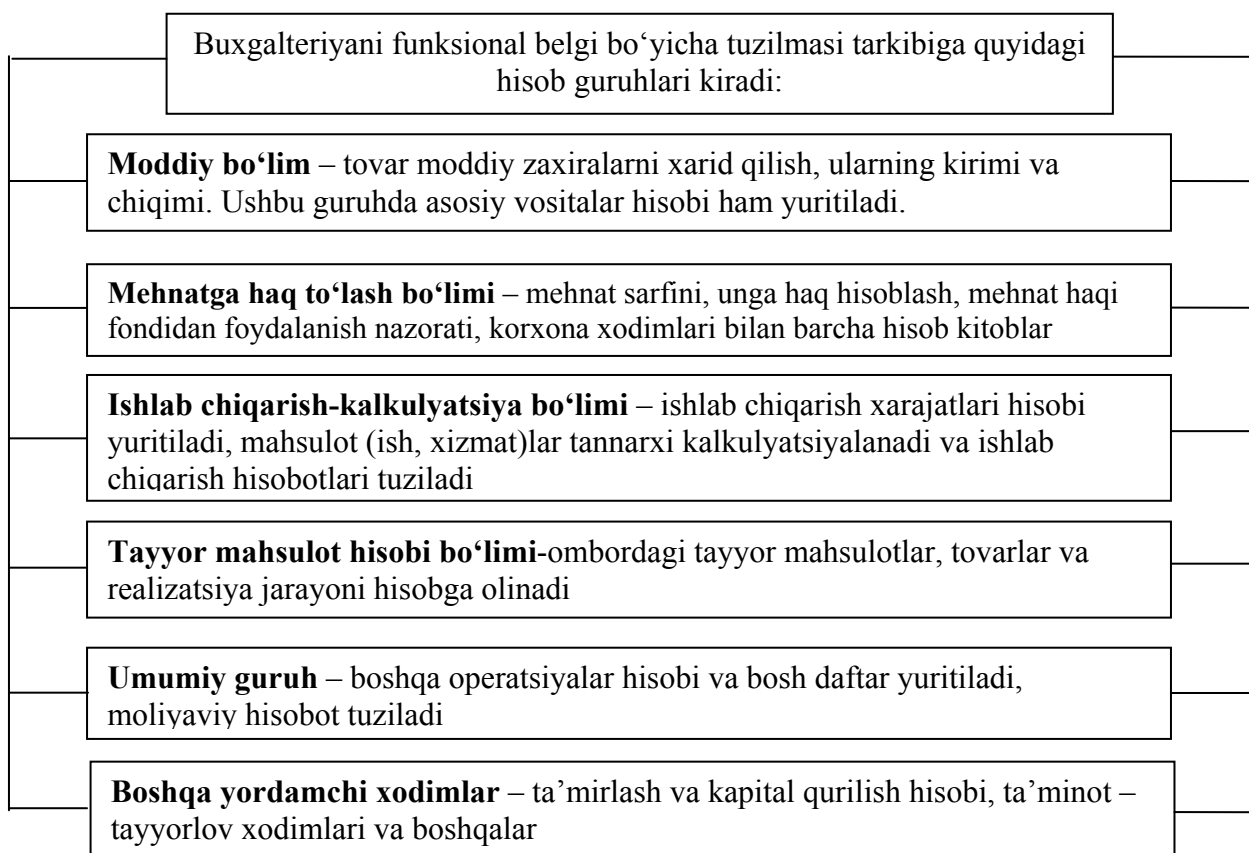 Buxgalteriyani funksional belgi bo‘yicha tuzilmasi tarkibiga quyidagi
hisob guruhlari kiradi:
Moddiy bo‘lim – tovar moddiy zaxiralarni xarid qilish, ularning kirimi va
chiqimi. Ushbu guruhda asosiy vositalar hisobi ham yuritiladi.
Mehnatga haq to‘lash bo‘limi – mehnat sarfini, unga haq hisoblash, mehnat haqi
fondidan foydalanish nazorati, korxona xodimlari bilan barcha hisob kitoblar
Ishlab chiqarish-kalkulyatsiya bo‘limi – ishlab chiqarish xarajatlari hisobi
yuritiladi, mahsulot (ish, xizmat)lar tannarxi kalkulyatsiyalanadi va ishlab
chiqarish hisobotlari tuziladi
Tayyor mahsulot hisobi bo‘limi-ombordagi tayyor mahsulotlar, tovarlar va
realizatsiya jarayoni hisobga olinadi
Umumiy guruh – boshqa operatsiyalar hisobi va bosh daftar yuritiladi,
moliyaviy hisobot tuziladi
Boshqa yordamchi xodimlar – ta’mirlash va kapital qurilish hisobi, ta’minot –
tayyorlov xodimlari va boshqalar